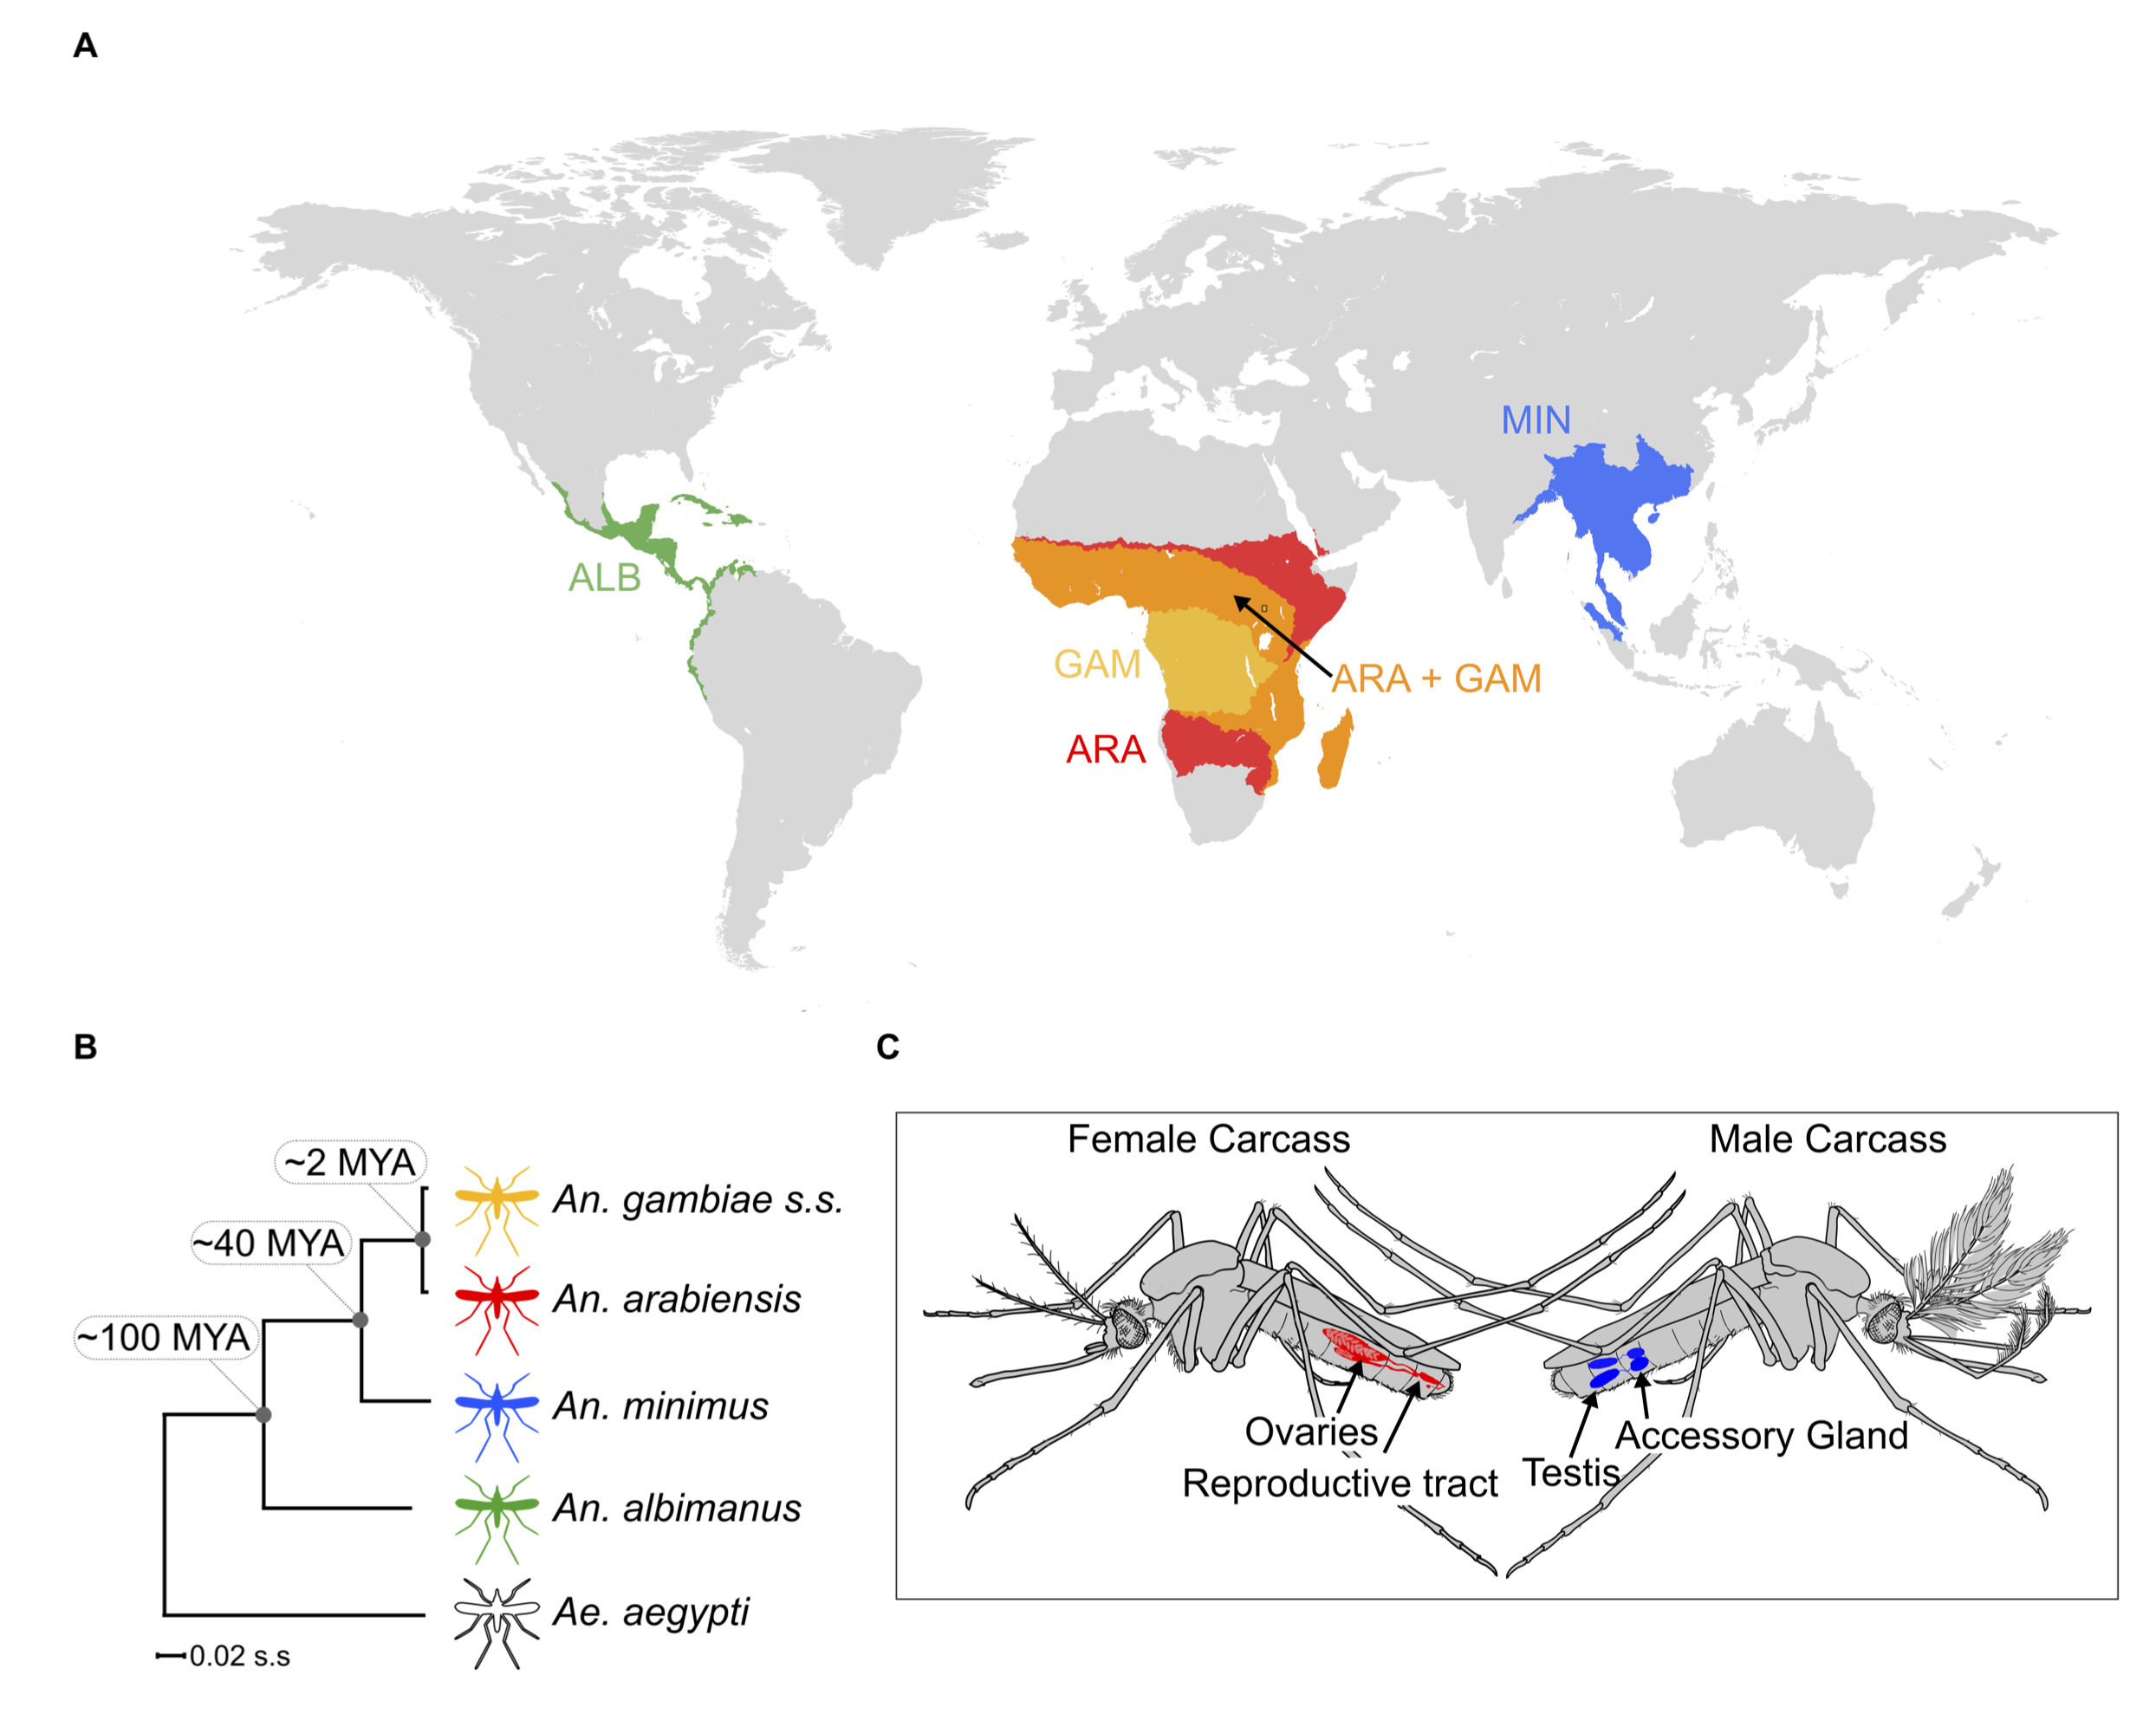 A
MIN
ALB
GAM
ARA + GAM
ARA
B
C
~2 MYA
~40 MYA
~100 MYA
An. gambiae s.s.
An. arabiensis
An. minimus
An. albimanus
Ae. aegypti
0.02 s.s
Female Carcass
Male Carcass
Ovaries
Reproductive tract
Testis
Accessory Gland